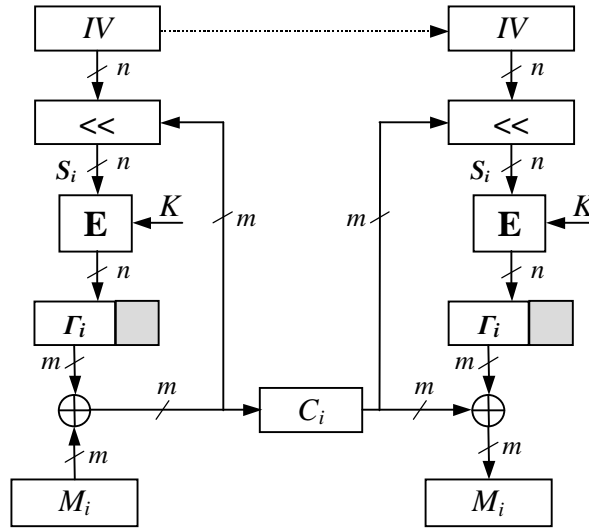 IV IV
n n
<< <<
S_i n S_i n
E K E K
m m
n n
Γ_i Γ_i
m m m m
C_i
m m
M_i M_i